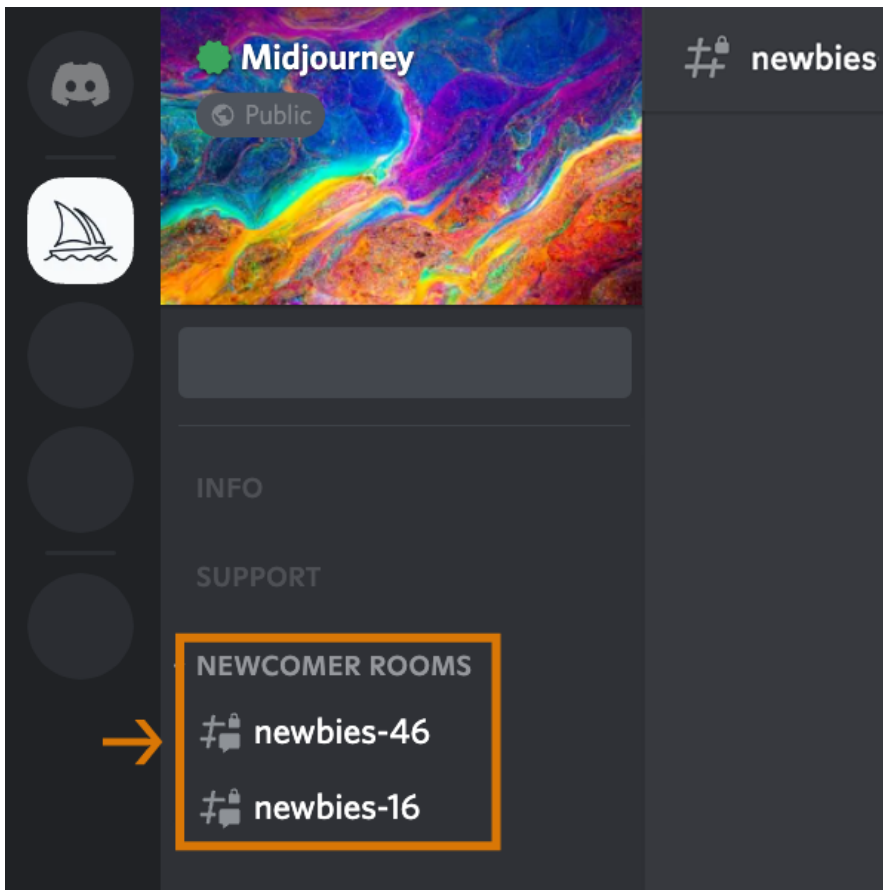 Midjourney
Public
newbies
INFO
SUPPORT
NEWCOMER ROOMS
newbies-46
newbies-16